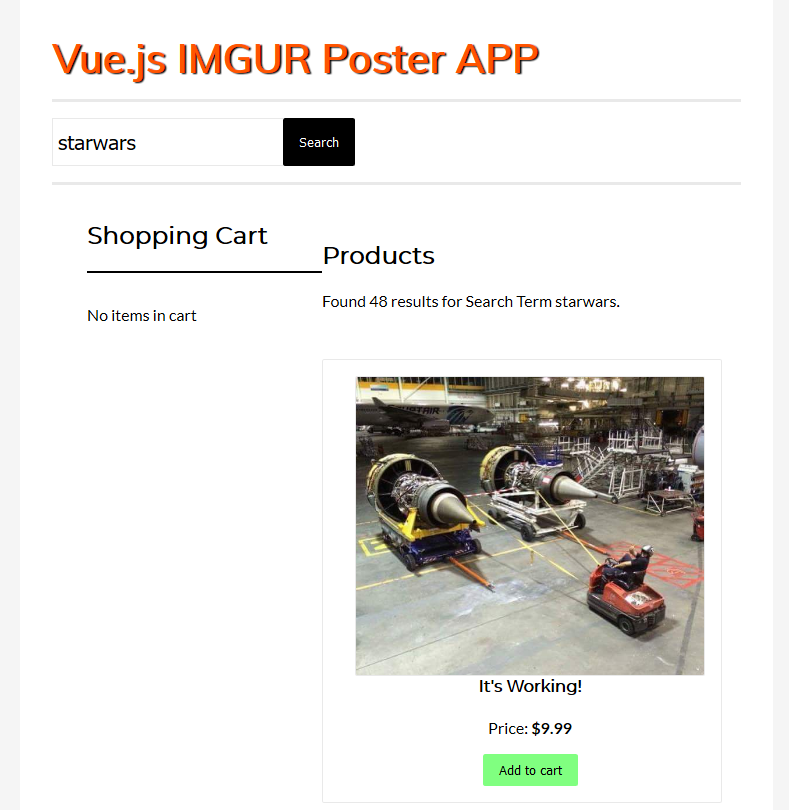 Vue.js IMGUR Poster APP
starwars
Search
Shopping Cart
No items in cart
Products
Found 48 results for Search Term starwars.
It's Working!
Price: $9.99
Add to cart